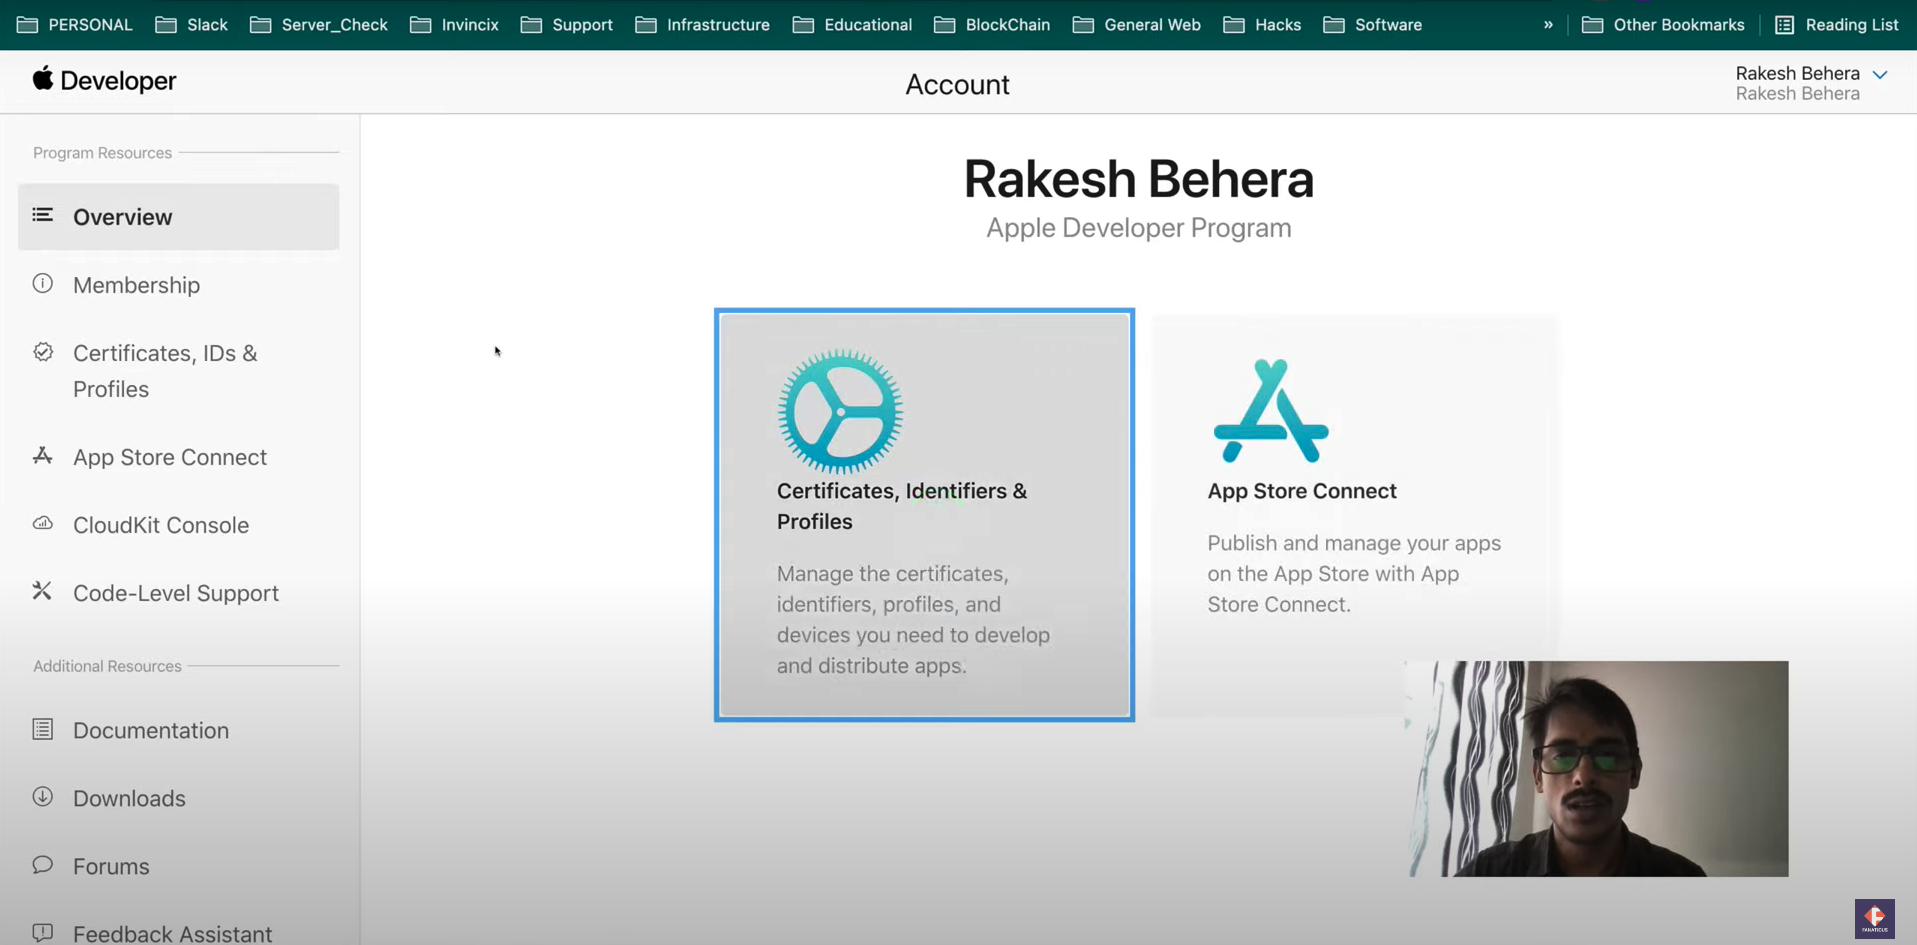 PERSONAL Slack Server_Check Invincix Support Infrastructure Educational BlockChain General Web Hacks Software » Other Bookmarks Reading List
Developer
Account
Rakesh Behera
Rakesh Behera
Program Resources
Overview
Membership
Certificates, IDs &
Profiles
App Store Connect
CloudKit Console
Code-Level Support
Additional Resources
Documentation
Downloads
Forums
Feedback Assistant
Rakesh Behera
Apple Developer Program
Certificates, Identifiers &
Profiles
Manage the certificates,
identifiers, profiles, and
devices you need to develop
and distribute apps.
App Store Connect
Publish and manage your apps
on the App Store with App
Store Connect.
FANATICUS